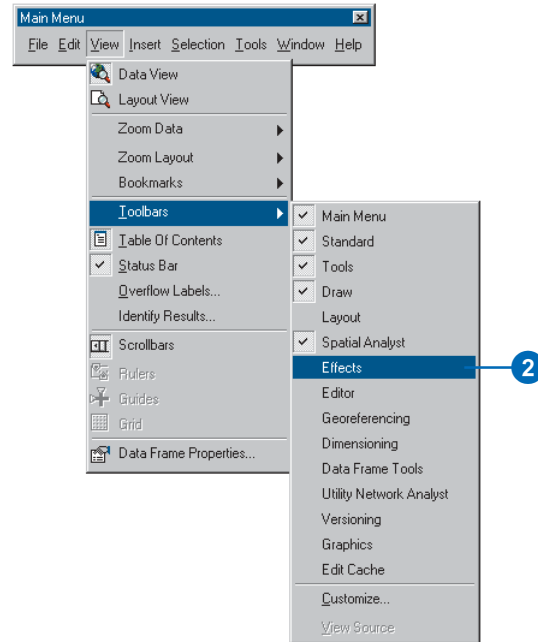 Main Menu
File Edit View Insert Selection Tools Window Help
Data View
Layout View
Zoom Data
Zoom Layout
Bookmarks
Toolbars
Table Of Contents
Status Bar
Overflow Labels...
Identify Results...
Scrollbars
Rulers
Guides
Grid
Data Frame Properties...
Main Menu
Standard
Tools
Draw
Layout
Spatial Analyst
Effects
2
Editor
Georeferencing
Dimensioning
Data Frame Tools
Utility Network Analyst
Versioning
Graphics
Edit Cache
Customize...
View Source